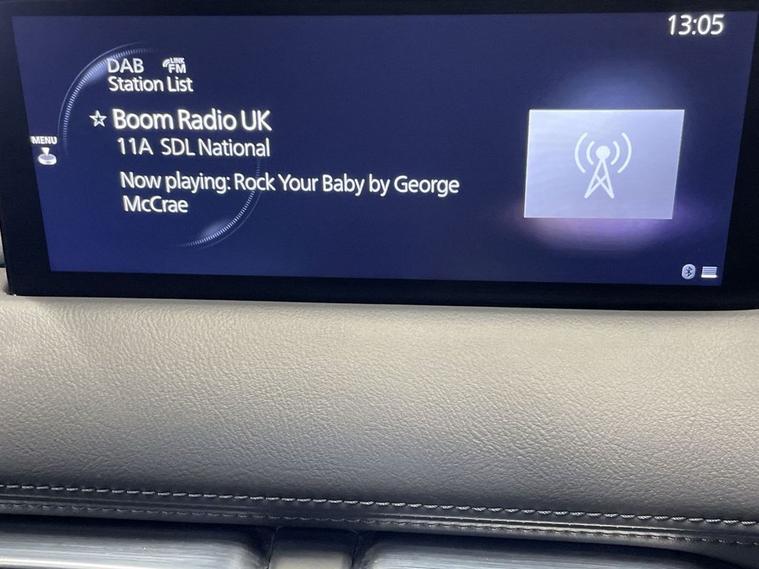 13:05
DAB LINK FM
Station List
Boom Radio UK
MENU
11A SDL National
Now playing: Rock Your Baby by George
McCrae